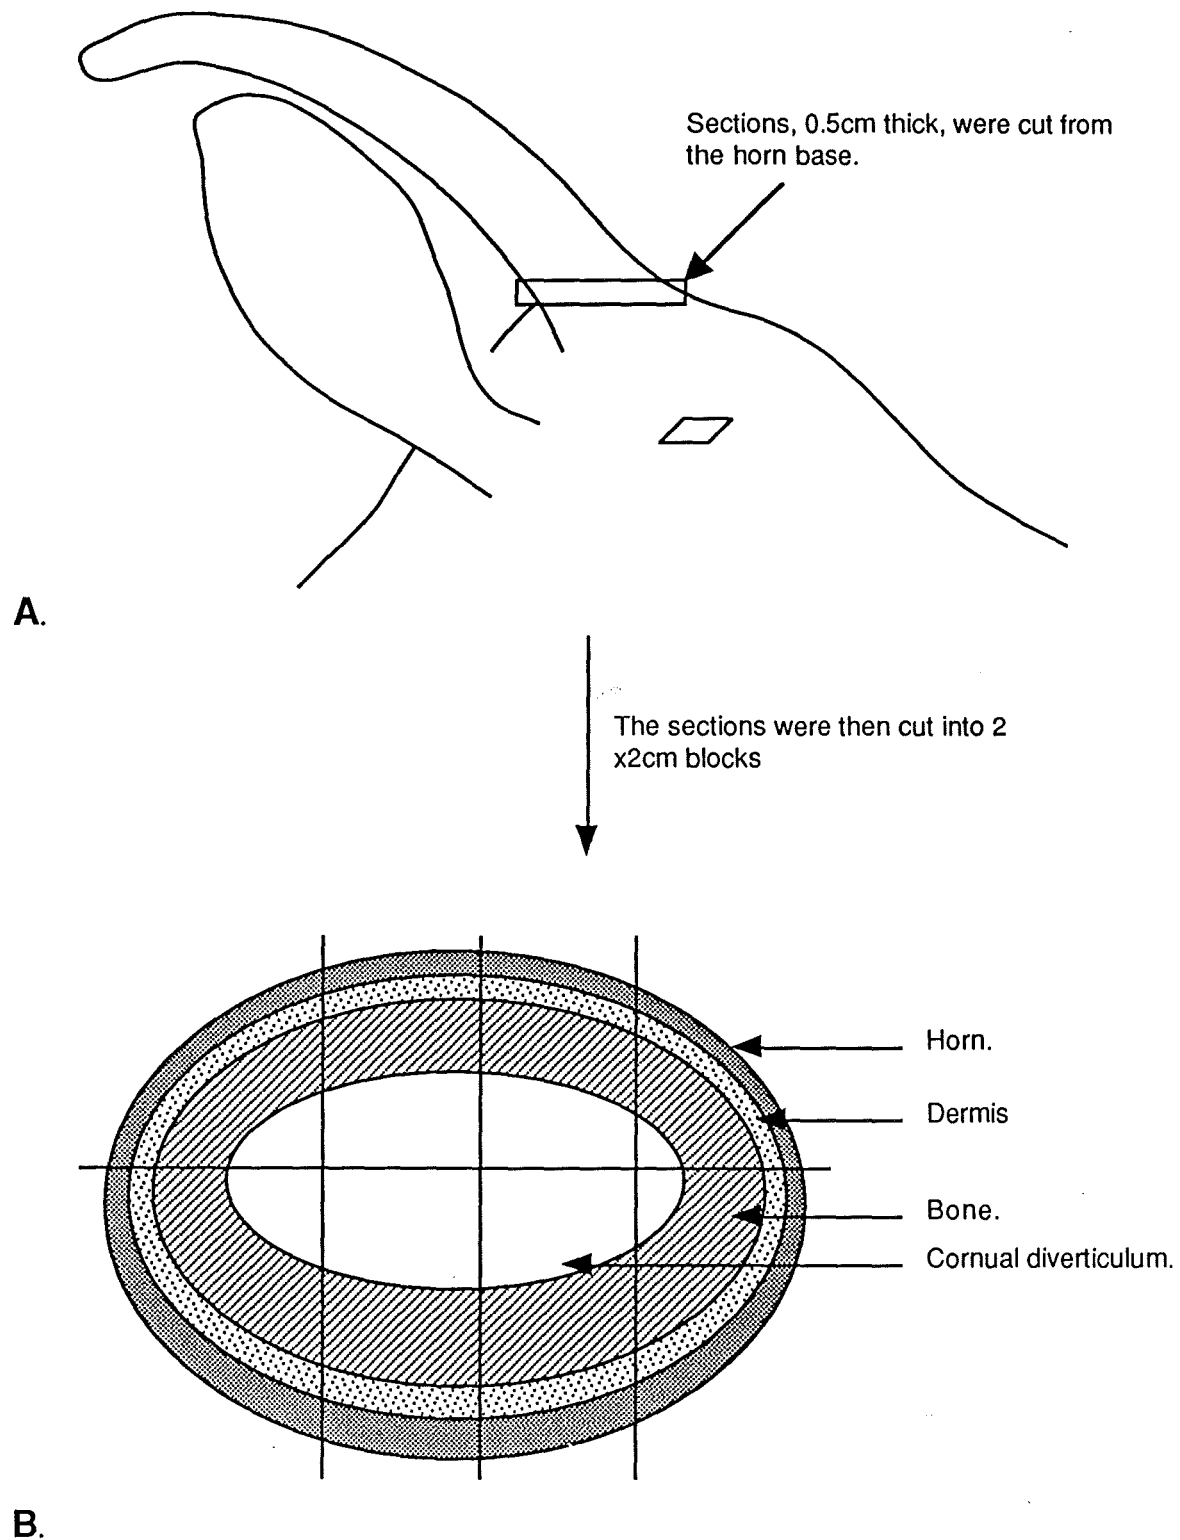 Sections, 0.5cm thick, were cut from
the horn base.
A.
The sections were then cut into 2
x2cm blocks
Horn.
Dermis
Bone.
Cornual diverticulum.
B.